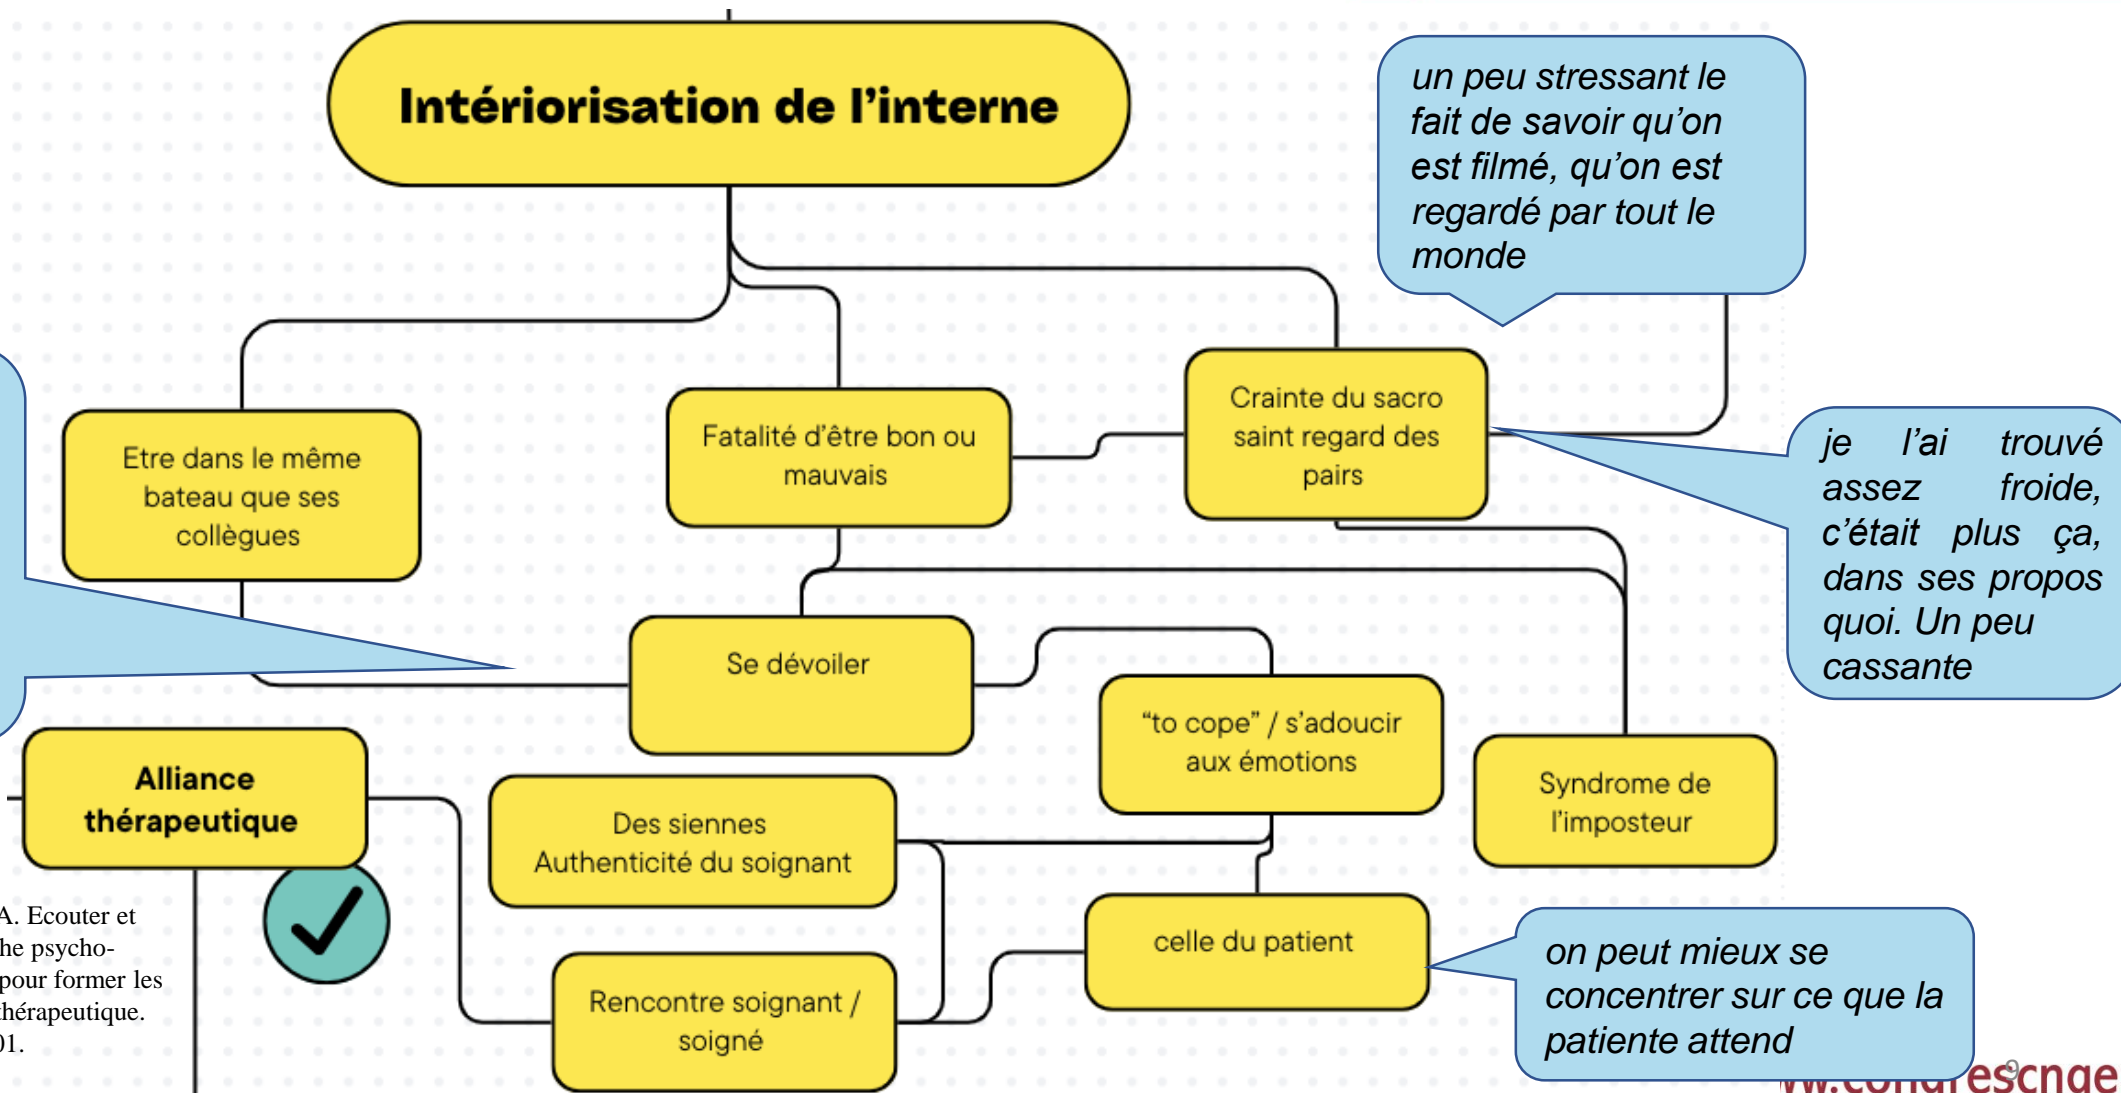 Intériorisation de l’interne
un peu stressant le
fait de savoir qu’on
est filmé, qu’on est
regardé par tout le
monde
Etre dans le même
bateau que ses
collègues
Fatalité d’être bon ou
mauvais
Crainte du sacro
saint regard des
pairs
je l’ai trouvé
assez froide,
c’était plus ça,
dans ses propos
quoi. Un peu
cassante
Se dévoiler
“to cope” / s’adoucir
aux émotions
Syndrome de
l’imposteur
Alliance
thérapeutique
Des siennes
Authenticité du soignant
celle du patient
Rencontre soignant /
soigné
on peut mieux se
concentrer sur ce que la
patiente attend
A. Ecouter et
he psycho-
pour former les
thérapeutique.
01.
9